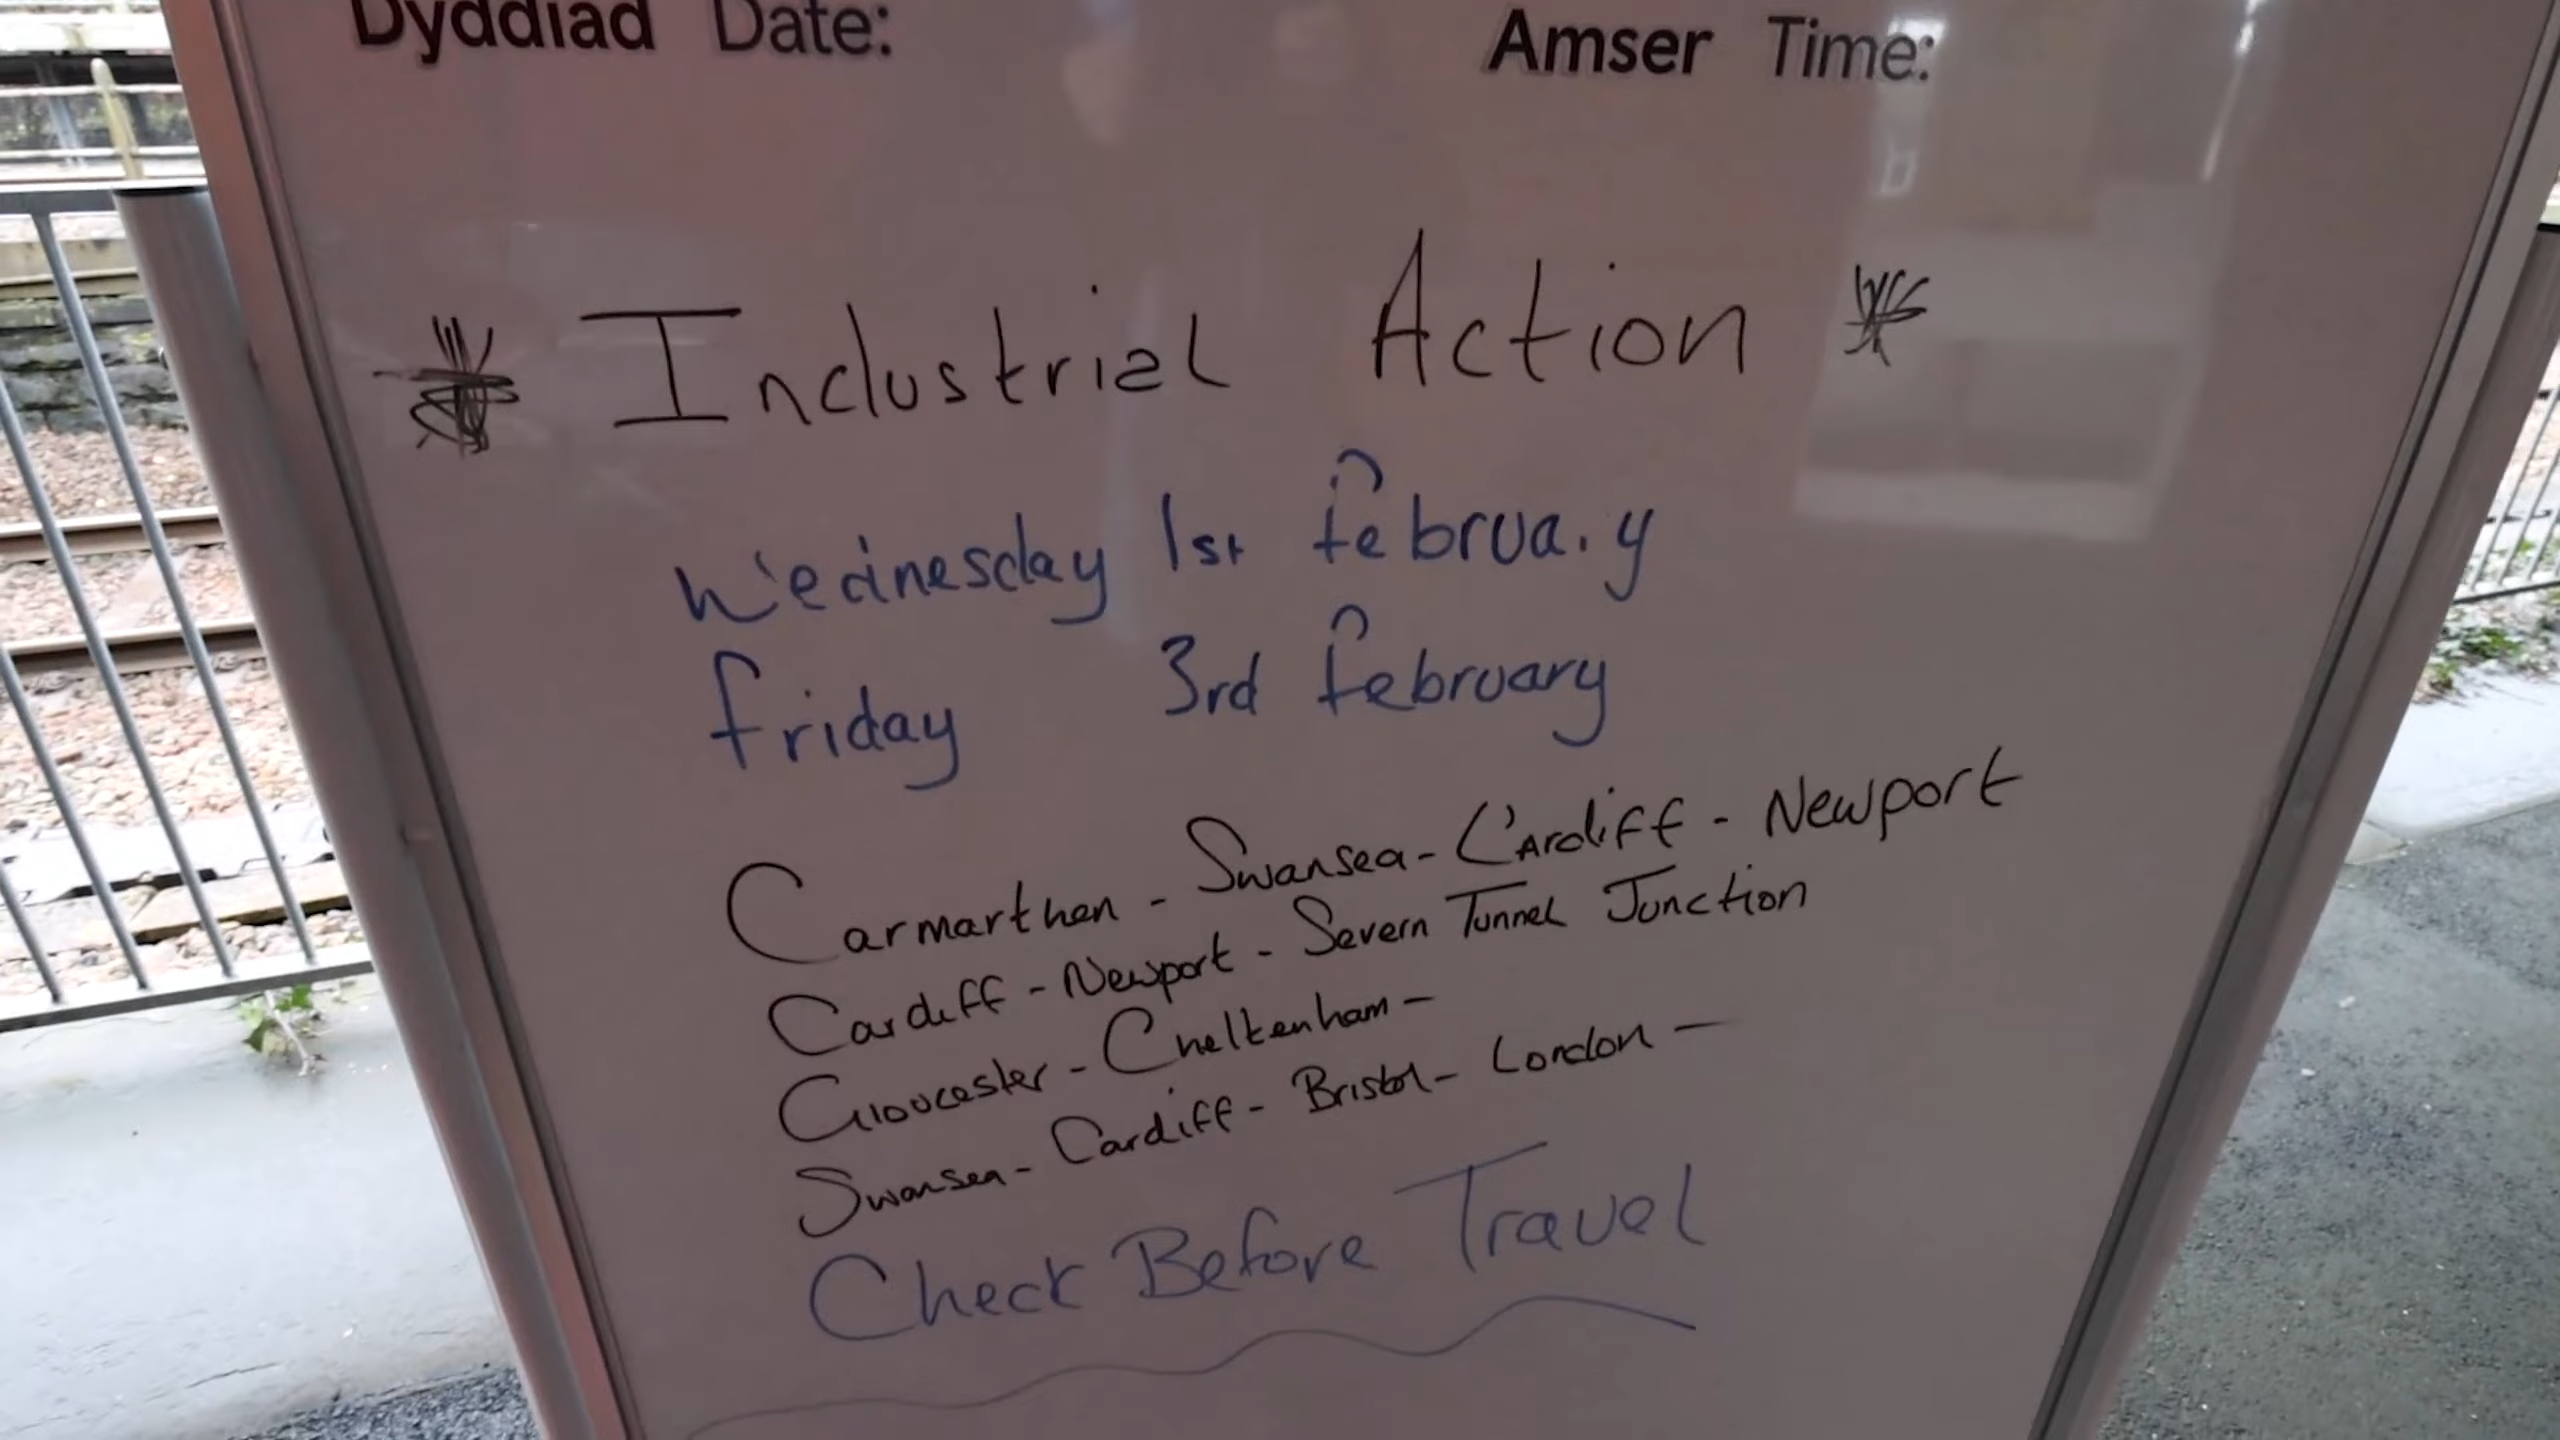 Dyddiad Date: Amser Time:
* Industrial Action *
Wednesday 1st February
Friday 3rd February
Carmarthen - Swansea - Cardiff - Newport
Cardiff - Newport - Severn Tunnel Junction
Gloucester - Cheltenham -
Swansea - Cardiff - Bristol - London -
Check Before Travel